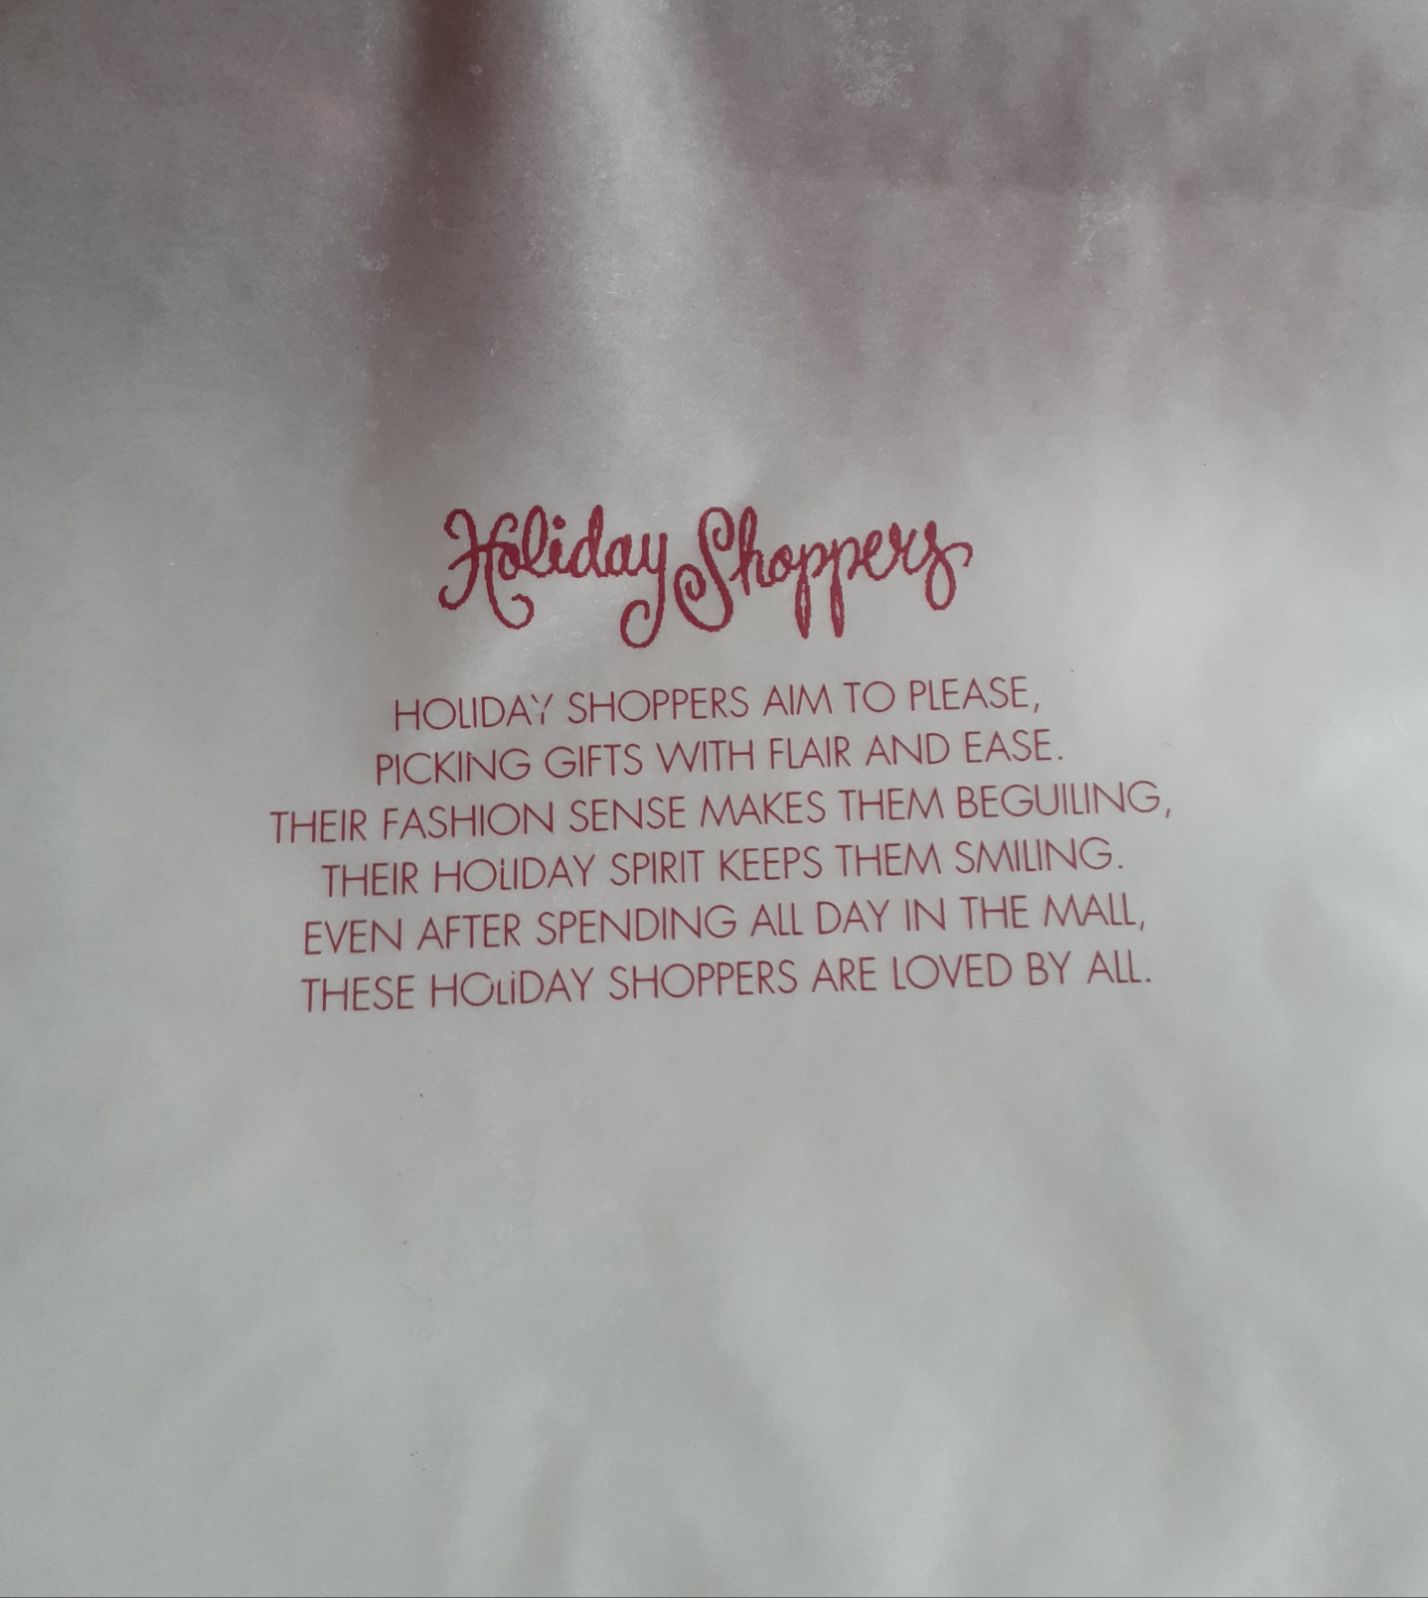 Holiday Shoppers
HOLIDAY SHOPPERS AIM TO PLEASE,
PICKING GIFTS WITH FLAIR AND EASE.
THEIR FASHION SENSE MAKES THEM BEGUILING,
THEIR HOLIDAY SPIRIT KEEPS THEM SMILING.
EVEN AFTER SPENDING ALL DAY IN THE MALL,
THESE HOLiDAY SHOPPERS ARE LOVED BY ALL.